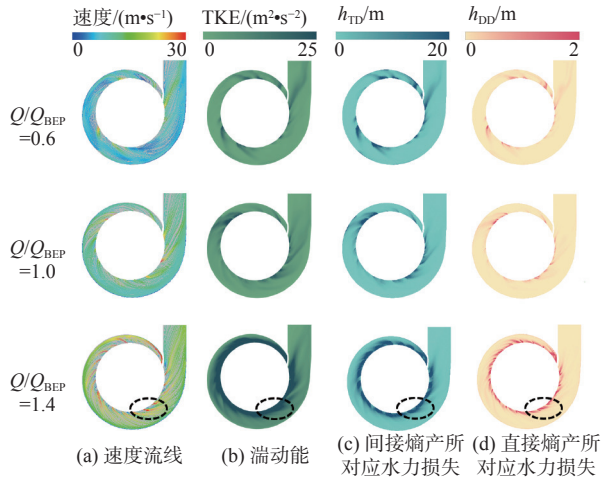 速度/(m•s⁻¹) TKE/(m²•s⁻²) h_TD/m h_DD/m
0 30 0 25 0 20 0 2
Q/Q_BEP
=0.6
Q/Q_BEP
=1.0
Q/Q_BEP
=1.4
(a) 速度流线 (b) 湍动能 (c) 间接熵产所 (d) 直接熵产所
对应水力损失 对应水力损失